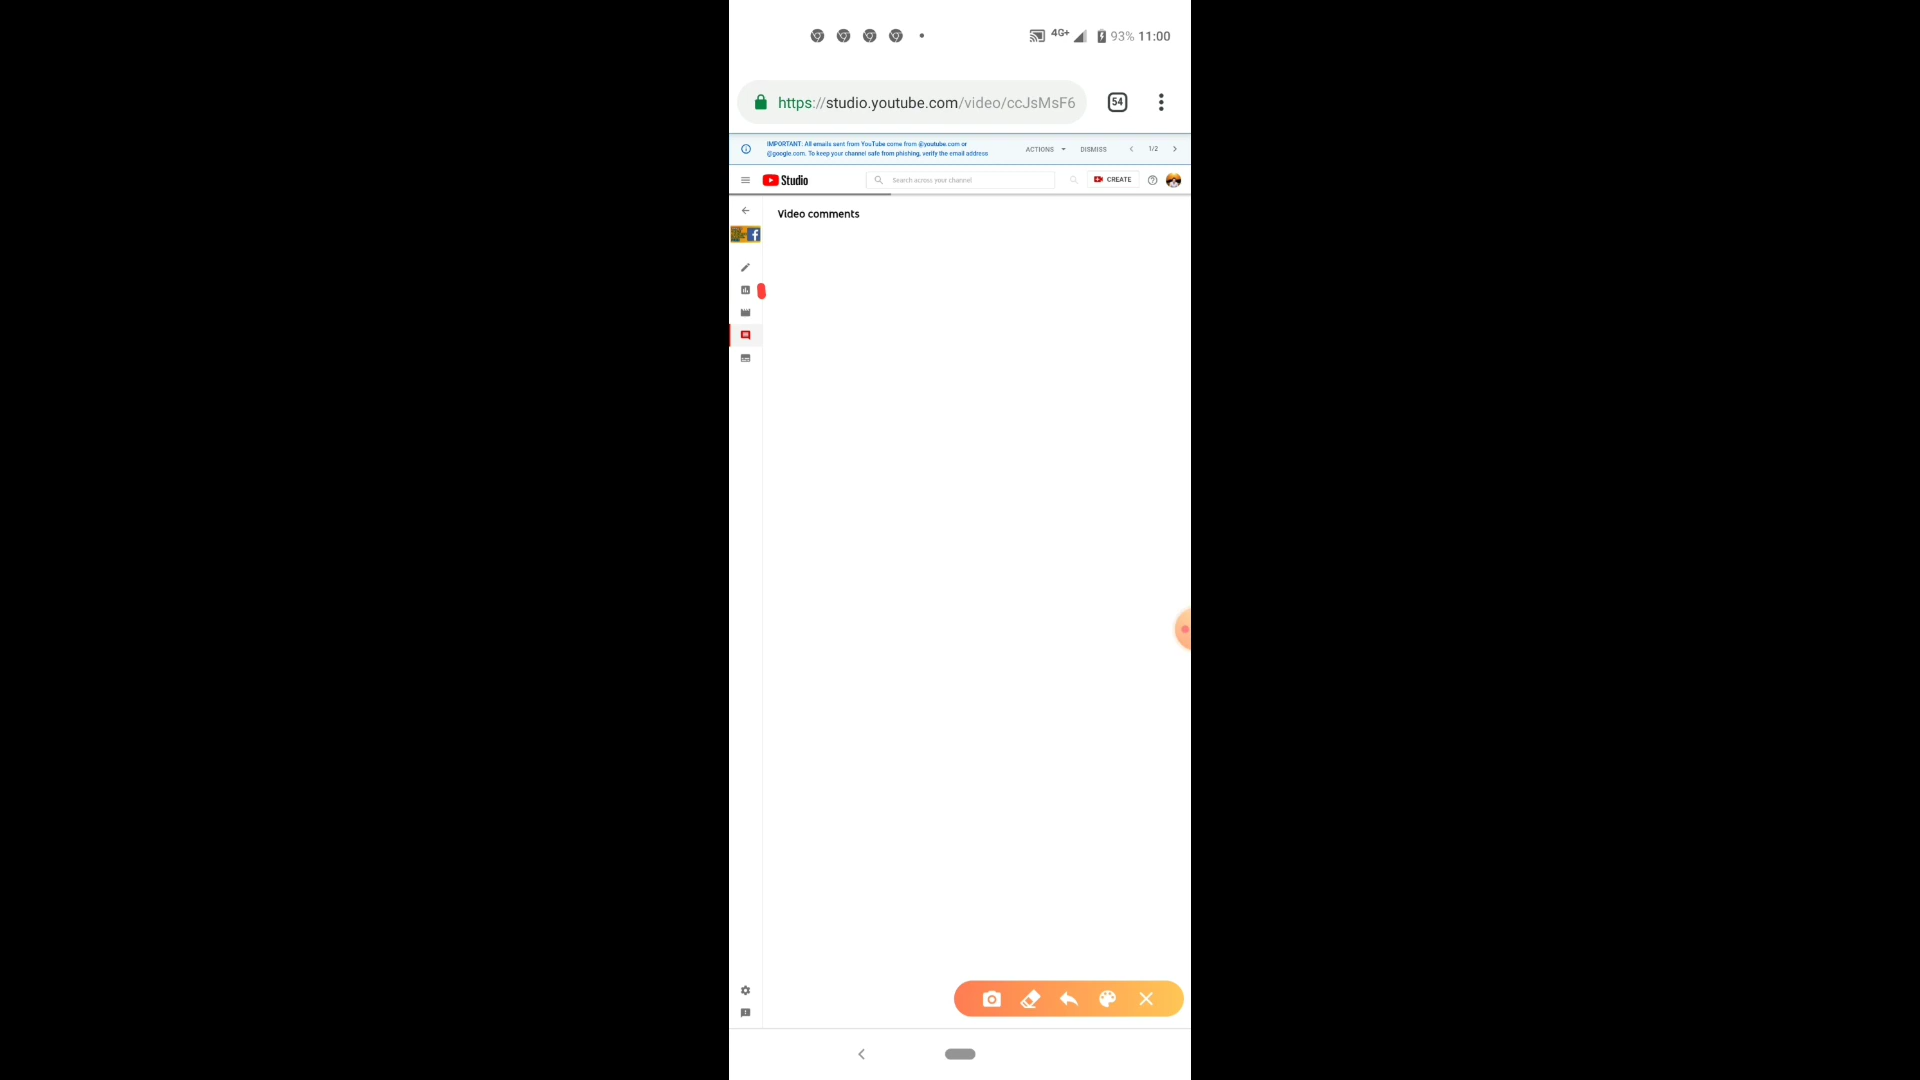 4G+ 93% 11:00
https://studio.youtube.com/video/ccJsMsF6
54
IMPORTANT: All emails sent from YouTube come from @youtube.com or
@google.com. To keep your channel safe from phishing, verify the email address
ACTIONS
DISMISS
1/2
Studio
Search across your channel
CREATE
Video comments